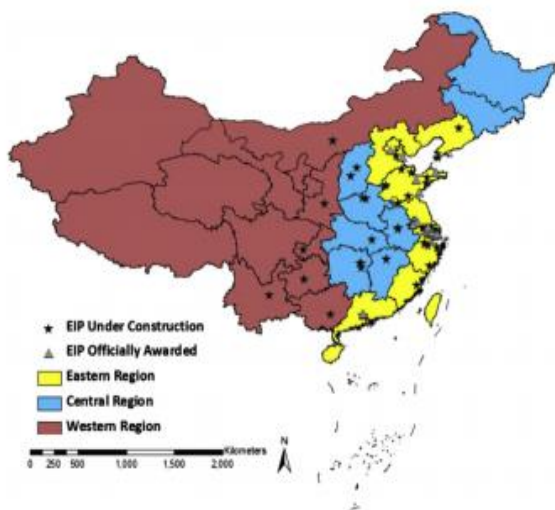 EIP Under Construction
EIP Officially Awarded
Eastern Region
Central Region
Western Region
Kilometers
0 250 500 1,000 1,500 2,000
N